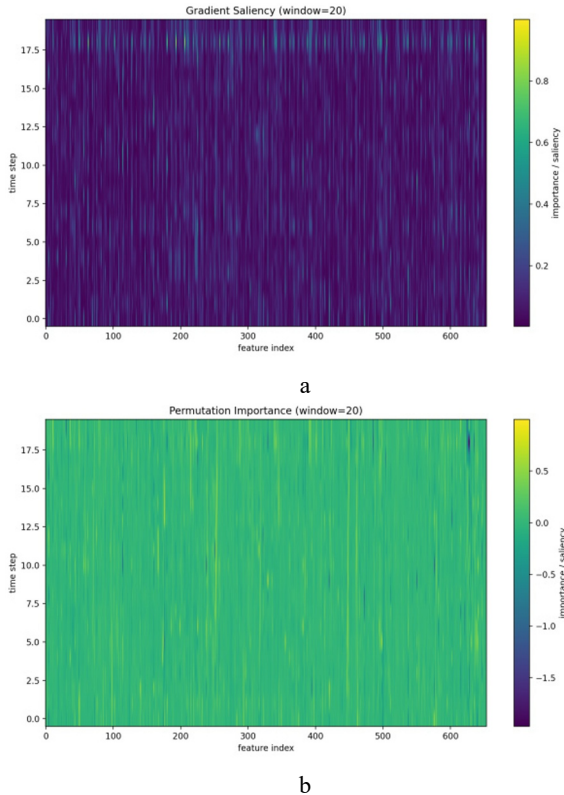 Gradient Saliency (window=20)
17.5
15.0
12.5
10.0
7.5
5.0
2.5
0.0
time step
0 100 200 300 400 500 600
feature index
0.8
0.6
0.4
0.2
importance / saliency
a
Permutation Importance (window=20)
17.5
15.0
12.5
10.0
7.5
5.0
2.5
0.0
time step
0 100 200 300 400 500 600
feature index
0.5
0.0
−0.5
−1.0
−1.5
importance / saliency
b